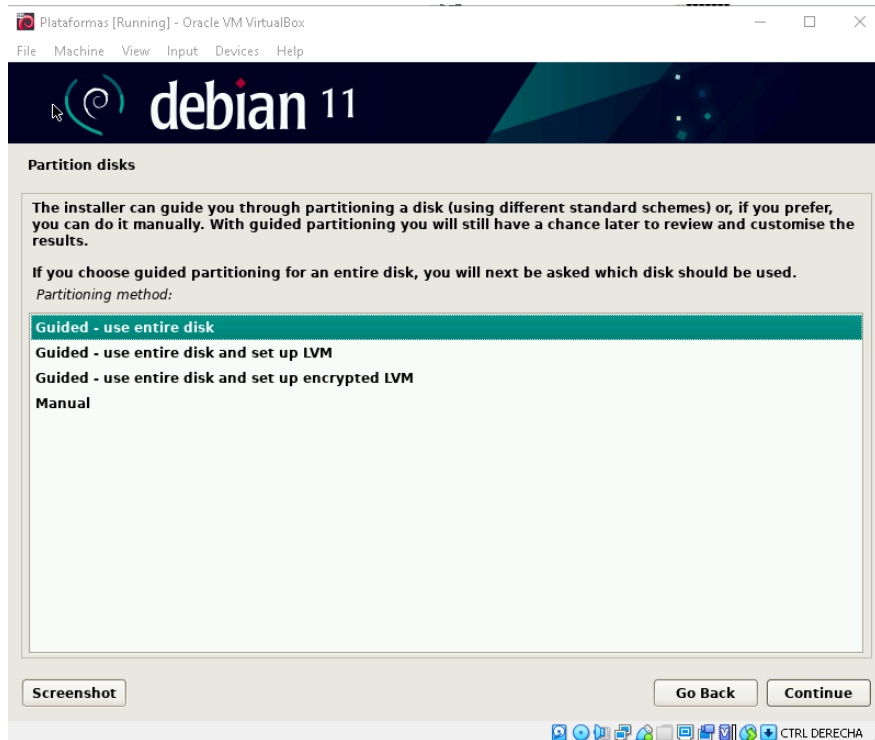 Plataformas [Running] - Oracle VM VirtualBox
File Machine View Input Devices Help
debian 11
Partition disks
The installer can guide you through partitioning a disk (using different standard schemes) or, if you prefer,
you can do it manually. With guided partitioning you will still have a chance later to review and customise the
results.
If you choose guided partitioning for an entire disk, you will next be asked which disk should be used.
Partitioning method:
Guided - use entire disk
Guided - use entire disk and set up LVM
Guided - use entire disk and set up encrypted LVM
Manual
Screenshot
Go Back
Continue
CTRL DERECHA